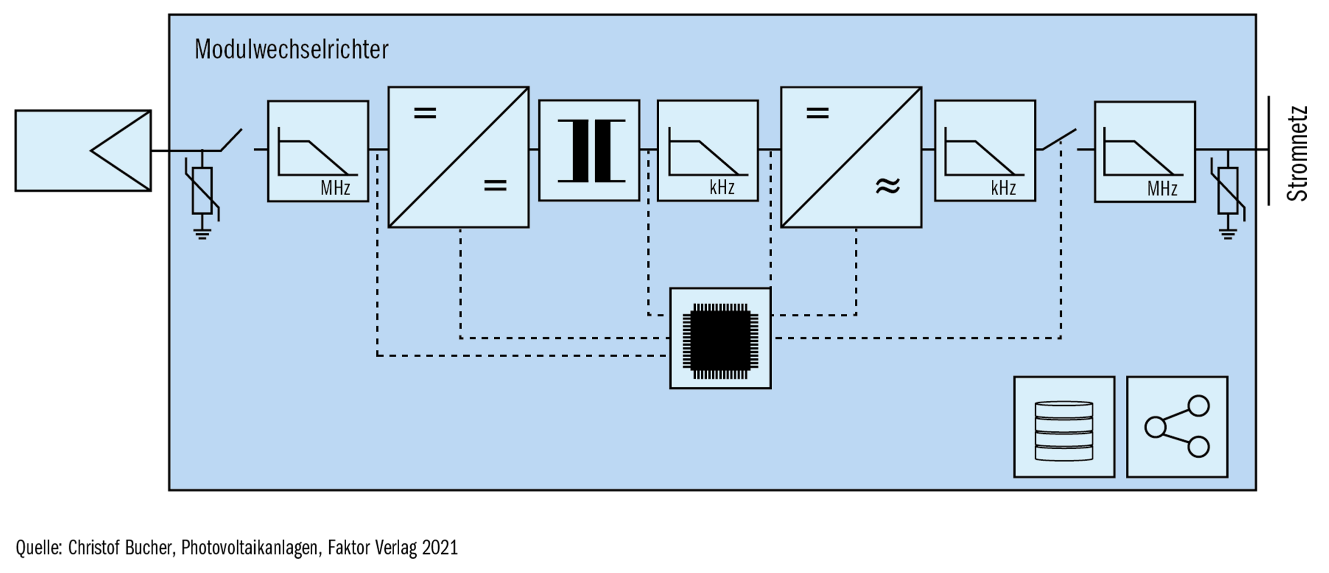 Modulwechselrichter
MHz
=
=
kHz
=
≈
kHz
MHz
Stromnetz
Quelle: Christof Bucher, Photovoltaikanlagen, Faktor Verlag 2021